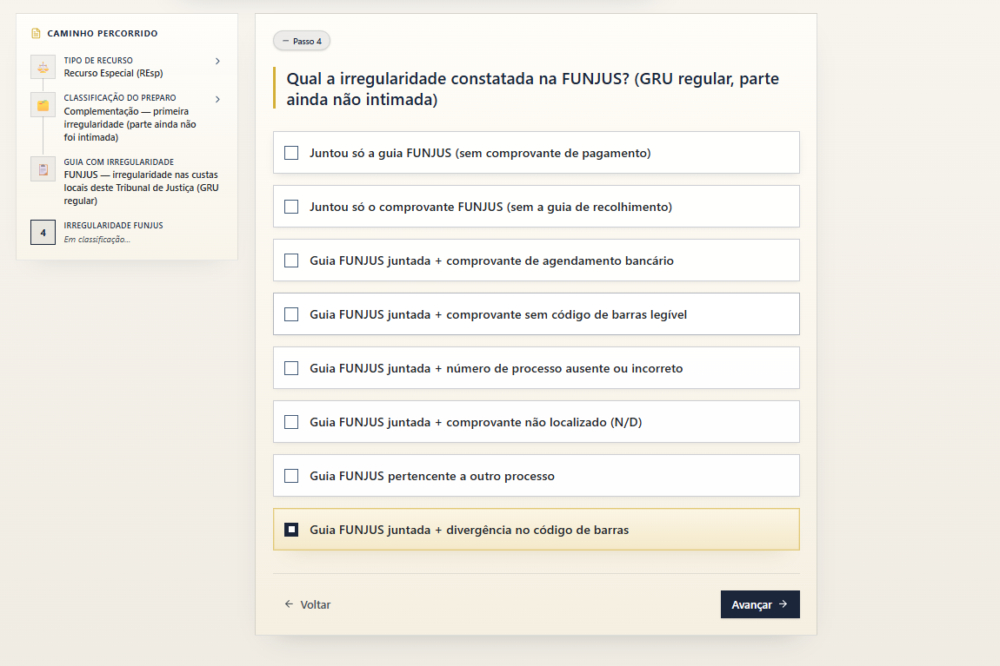 CAMINHO PERCORRIDO
TIPO DE RECURSO
Recurso Especial (REsp)
CLASSIFICAÇÃO DO PREPARO
Complementação — primeira
irregularidade (parte ainda não
foi intimada)
GUIA COM IRREGULARIDADE
FUNJUS — irregularidade nas custas
locais deste Tribunal de Justiça (GRU
regular)
4
IRREGULARIDADE FUNJUS
Em classificação...
— Passo 4
Qual a irregularidade constatada na FUNJUS? (GRU regular, parte
ainda não intimada)
Juntou só a guia FUNJUS (sem comprovante de pagamento)
Juntou só o comprovante FUNJUS (sem a guia de recolhimento)
Guia FUNJUS juntada + comprovante de agendamento bancário
Guia FUNJUS juntada + comprovante sem código de barras legível
Guia FUNJUS juntada + número de processo ausente ou incorreto
Guia FUNJUS juntada + comprovante não localizado (N/D)
Guia FUNJUS pertencente a outro processo
Guia FUNJUS juntada + divergência no código de barras
← Voltar
Avançar →